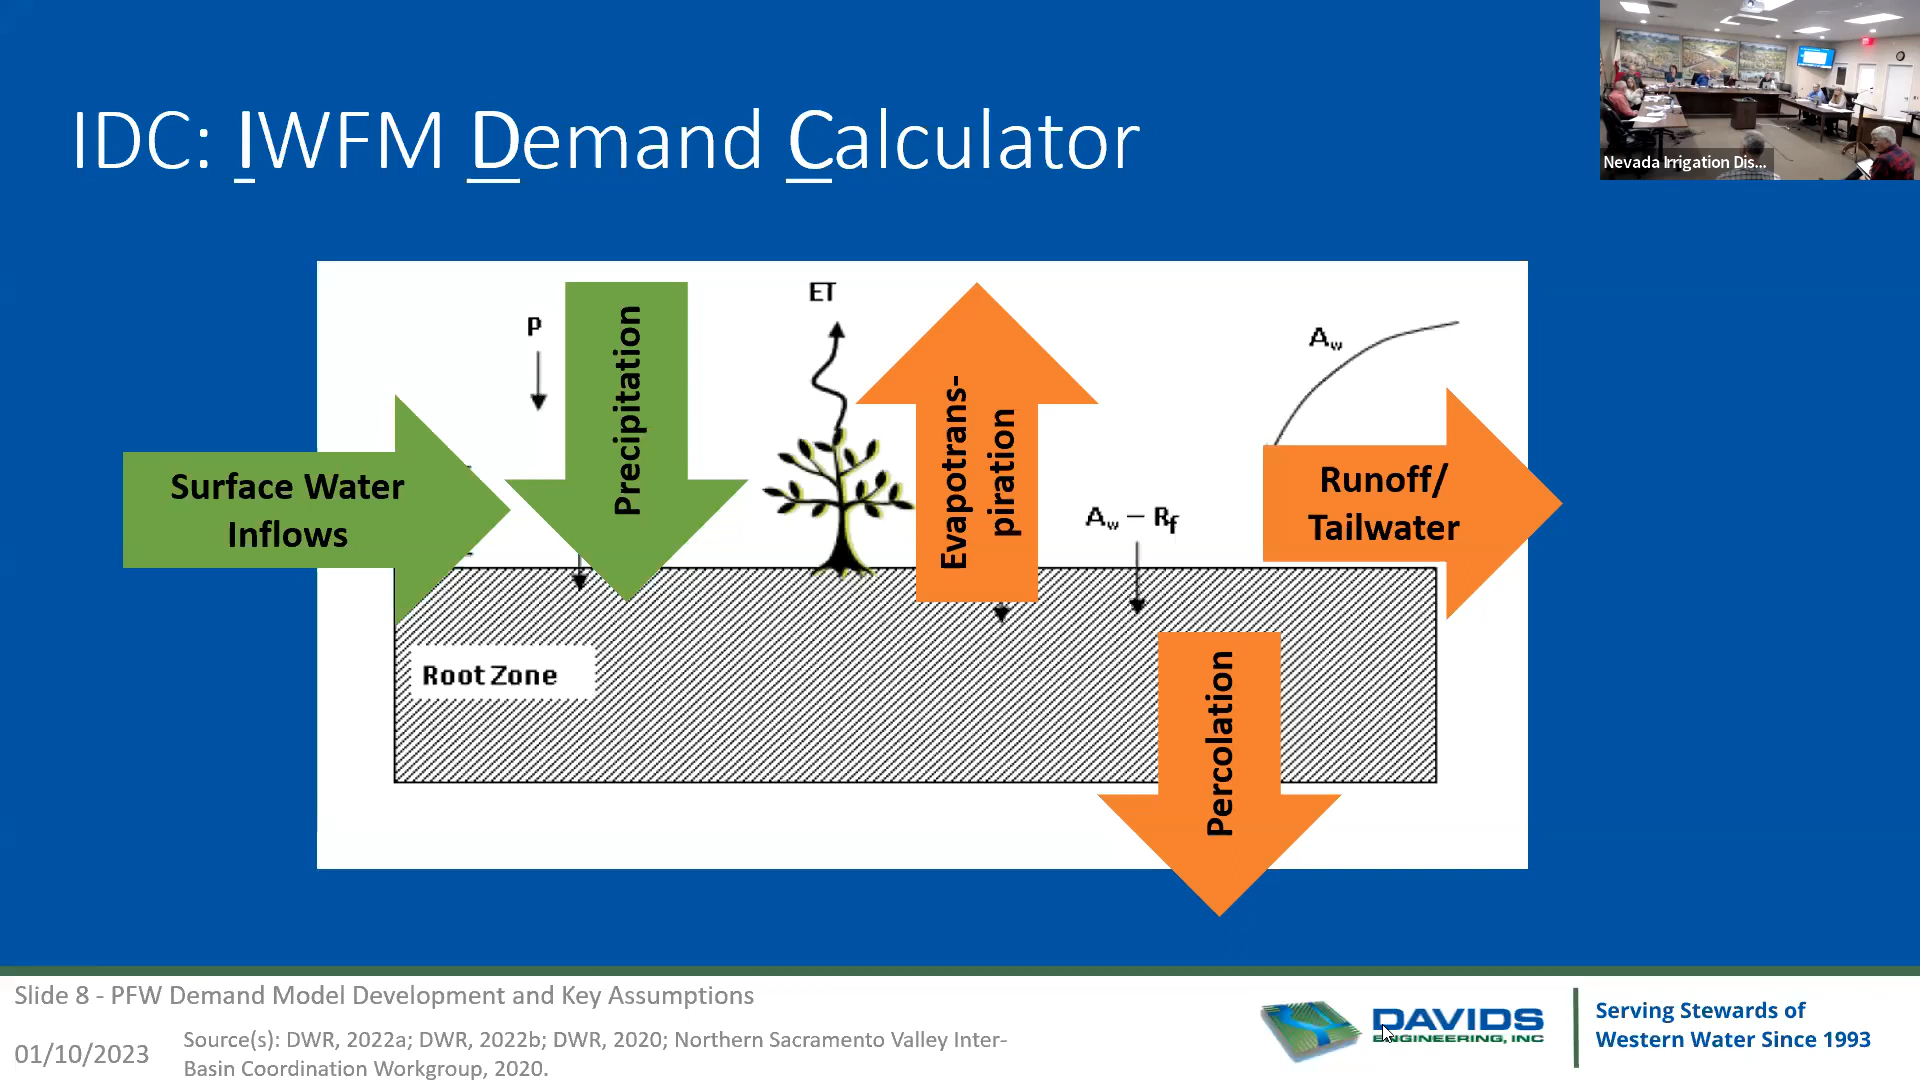 IDC: IWFM Demand Calculator
Nevada Irrigation Dis...
P
Precipitation
ET
Evapotrans-
piration
Aw
Surface Water
Inflows
Aw – Rf
Runoff/
Tailwater
Root Zone
Percolation
Slide 8 - PFW Demand Model Development and Key Assumptions
01/10/2023
Source(s): DWR, 2022a; DWR, 2022b; DWR, 2020; Northern Sacramento Valley Inter-
Basin Coordination Workgroup, 2020.
DAVIDS
ENGINEERING, INC
Serving Stewards of
Western Water Since 1993